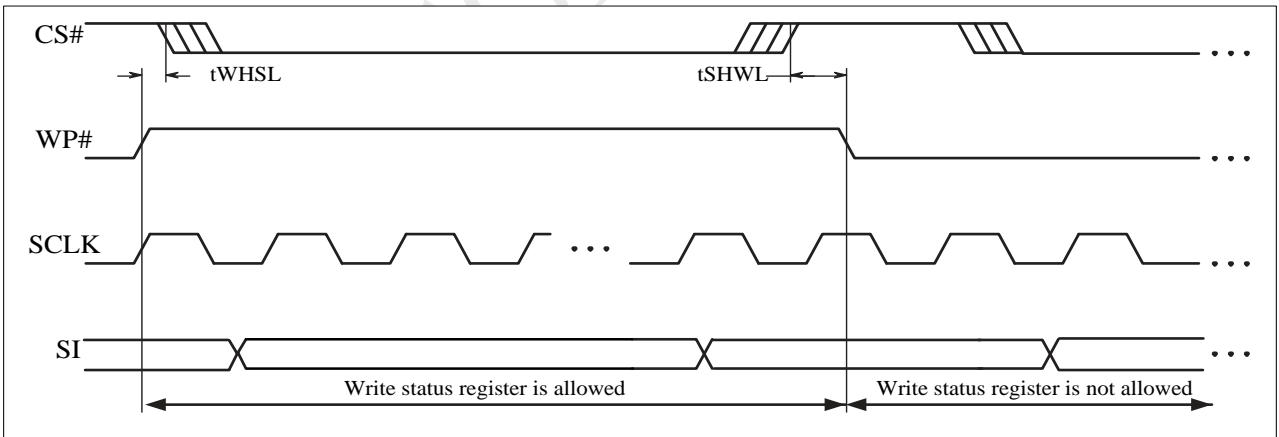 CS#
tWHSL
tSHWL
WP#
SCLK
SI
Write status register is allowed
Write status register is not allowed